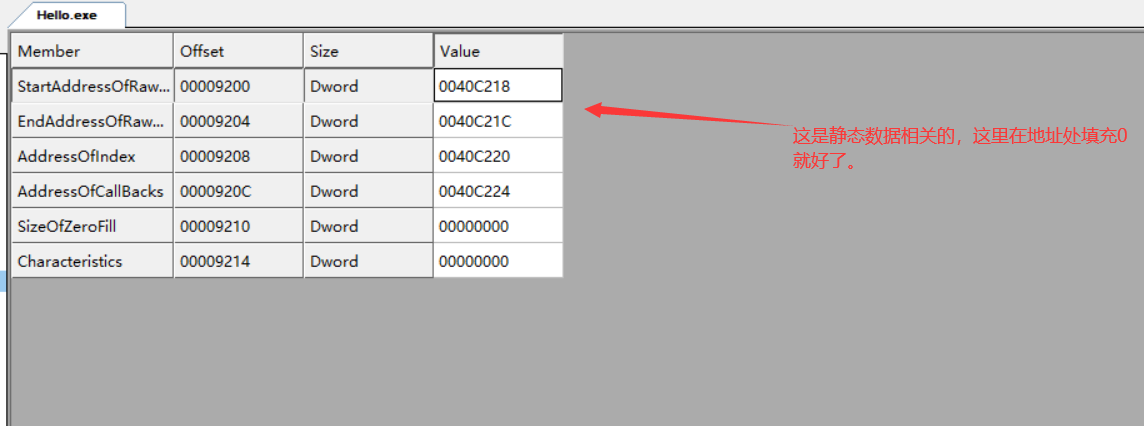 Hello.exe
Member Offset Size Value
StartAddressOfRaw... 00009200 Dword 0040C218
EndAddressOfRaw... 00009204 Dword 0040C21C
AddressOfIndex 00009208 Dword 0040C220
AddressOfCallBacks 0000920C Dword 0040C224
SizeOfZeroFill 00009210 Dword 00000000
Characteristics 00009214 Dword 00000000
这是静态数据相关的，这里在地址处填充0
就好了。